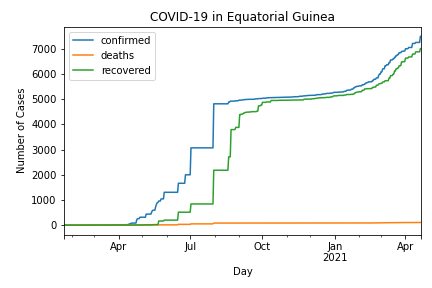 COVID-19 in Equatorial Guinea
confirmed
deaths
recovered
Number of Cases
7000
6000
5000
4000
3000
2000
1000
0
Apr
Jul
Oct
Jan
2021
Apr
Day